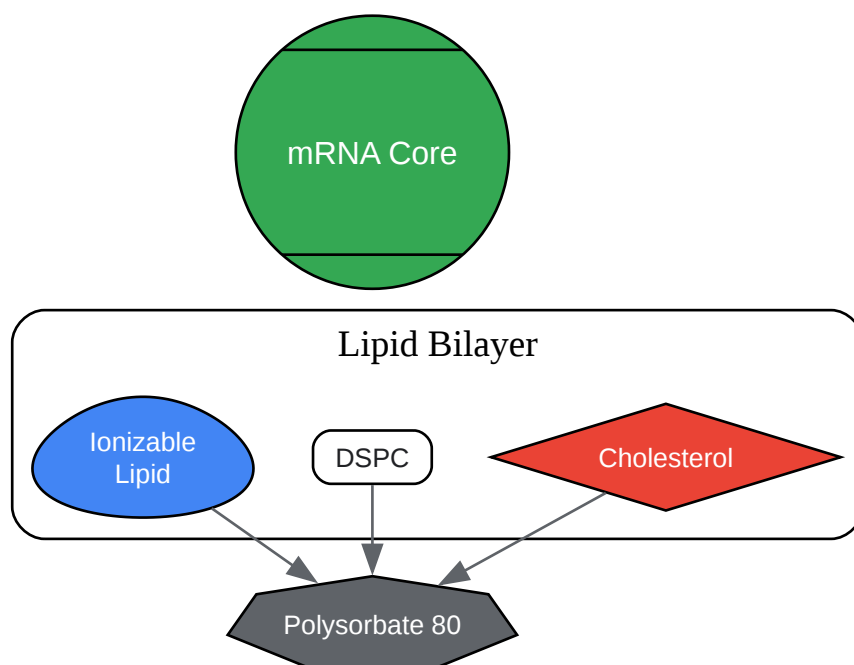 mRNA Core
Lipid Bilayer
Ionizable
Lipid
DSPC
Cholesterol
Polysorbate 80